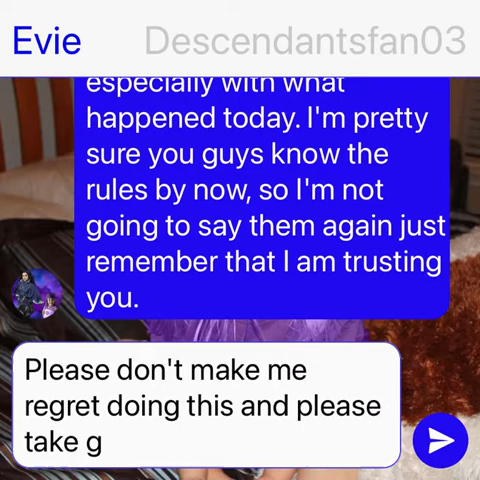 Evie Descendantsfan03
especially with what
happened today. I'm pretty
sure you guys know the
rules by now, so I'm not
going to say them again just
remember that I am trusting
you.
Please don't make me
regret doing this and please
take g